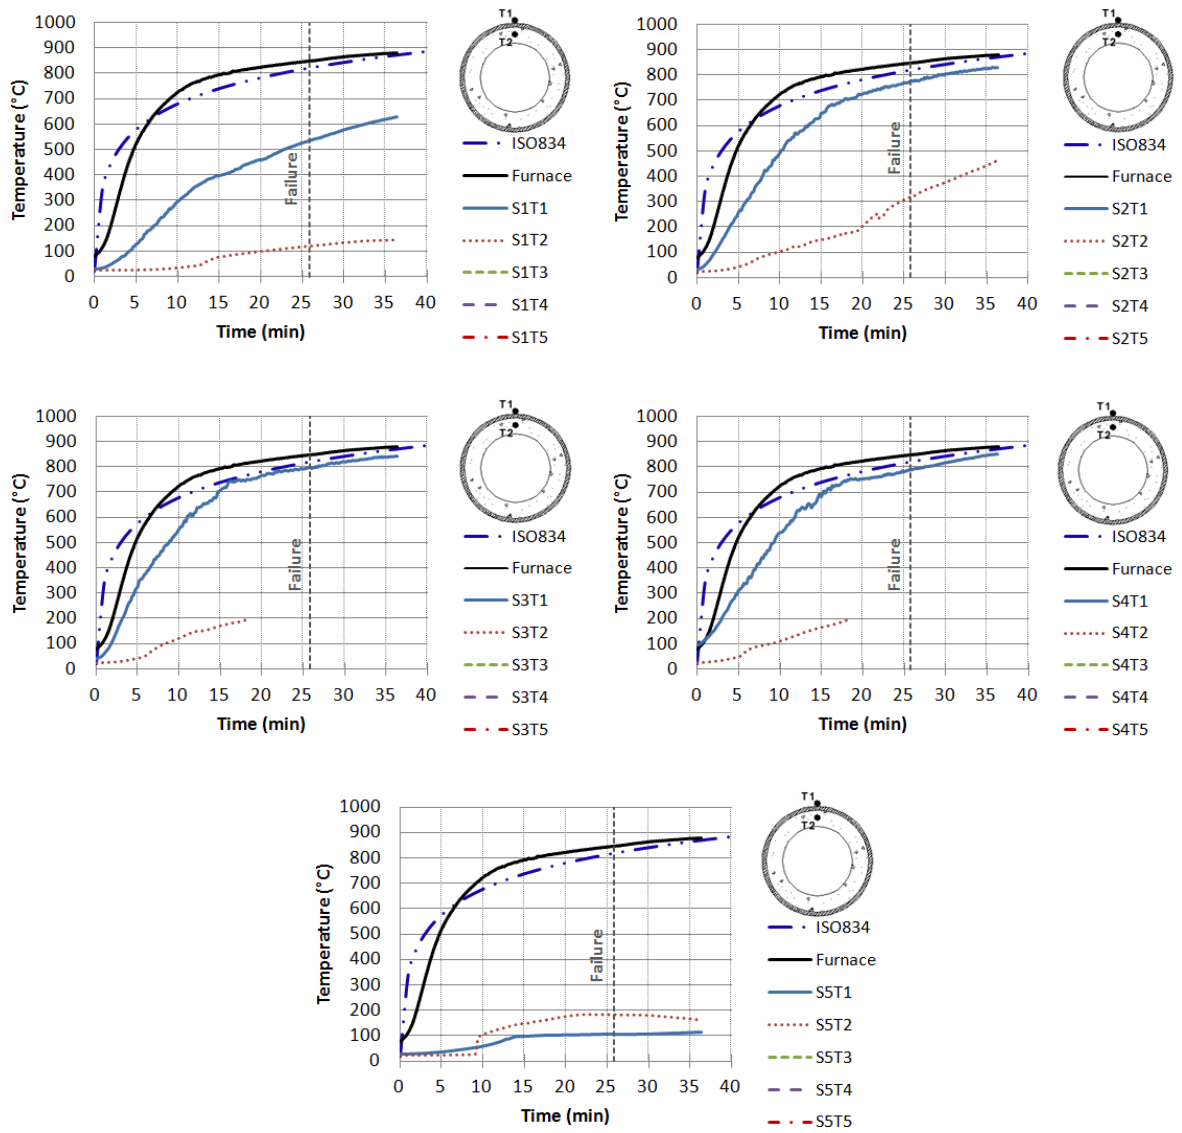 1000
900
800
700
600
500
400
300
200
100
0
Temperature (°C)
0 5 10 15 20 25 30 35 40
Time (min)
Failure
T1
T2
ISO834
Furnace
S1T1
S1T2
S1T3
S1T4
S1T5
1000
900
800
700
600
500
400
300
200
100
0
Temperature (°C)
0 5 10 15 20 25 30 35 40
Time (min)
Failure
T1
T2
ISO834
Furnace
S2T1
S2T2
S2T3
S2T4
S2T5
1000
900
800
700
600
500
400
300
200
100
0
Temperature (°C)
0 5 10 15 20 25 30 35 40
Time (min)
Failure
T1
T2
ISO834
Furnace
S3T1
S3T2
S3T3
S3T4
S3T5
1000
900
800
700
600
500
400
300
200
100
0
Temperature (°C)
0 5 10 15 20 25 30 35 40
Time (min)
Failure
T1
T2
ISO834
Furnace
S4T1
S4T2
S4T3
S4T4
S4T5
1000
900
800
700
600
500
400
300
200
100
0
Temperature (°C)
0 5 10 15 20 25 30 35 40
Time (min)
Failure
T1
T2
ISO834
Furnace
S5T1
S5T2
S5T3
S5T4
S5T5